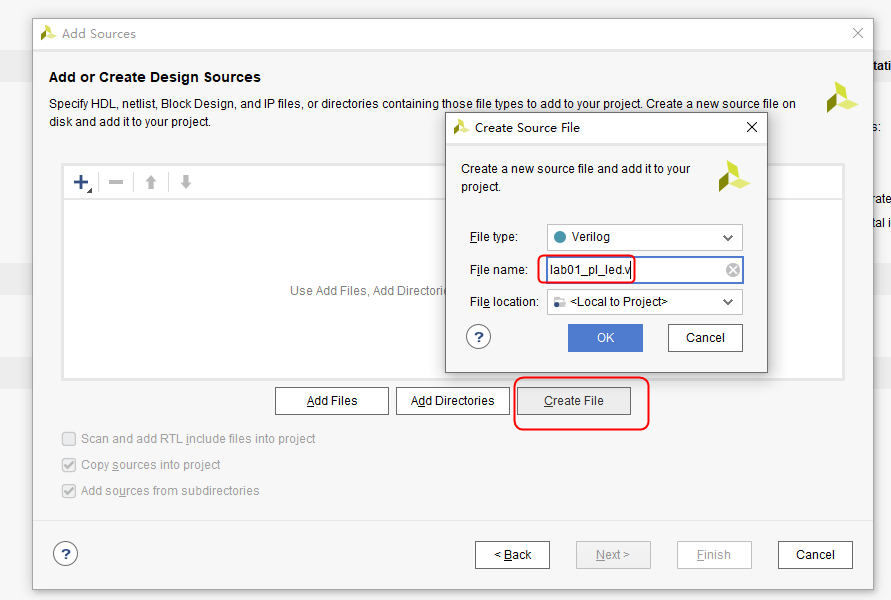 Add Sources
Add or Create Design Sources
Specify HDL, netlist, Block Design, and IP files, or directories containing those file types to add to your project. Create a new source file on
disk and add it to your project.
Create Source File
Create a new source file and add it to your
project.
File type:
Verilog
File name:
lab01_pl_led.v
File location:
<Local to Project>
?
OK
Cancel
Use Add Files, Add Directorie
Add Files
Add Directories
Create File
Scan and add RTL include files into project
Copy sources into project
Add sources from subdirectories
?
< Back
Next >
Finish
Cancel
tati
s:
rate
tal i